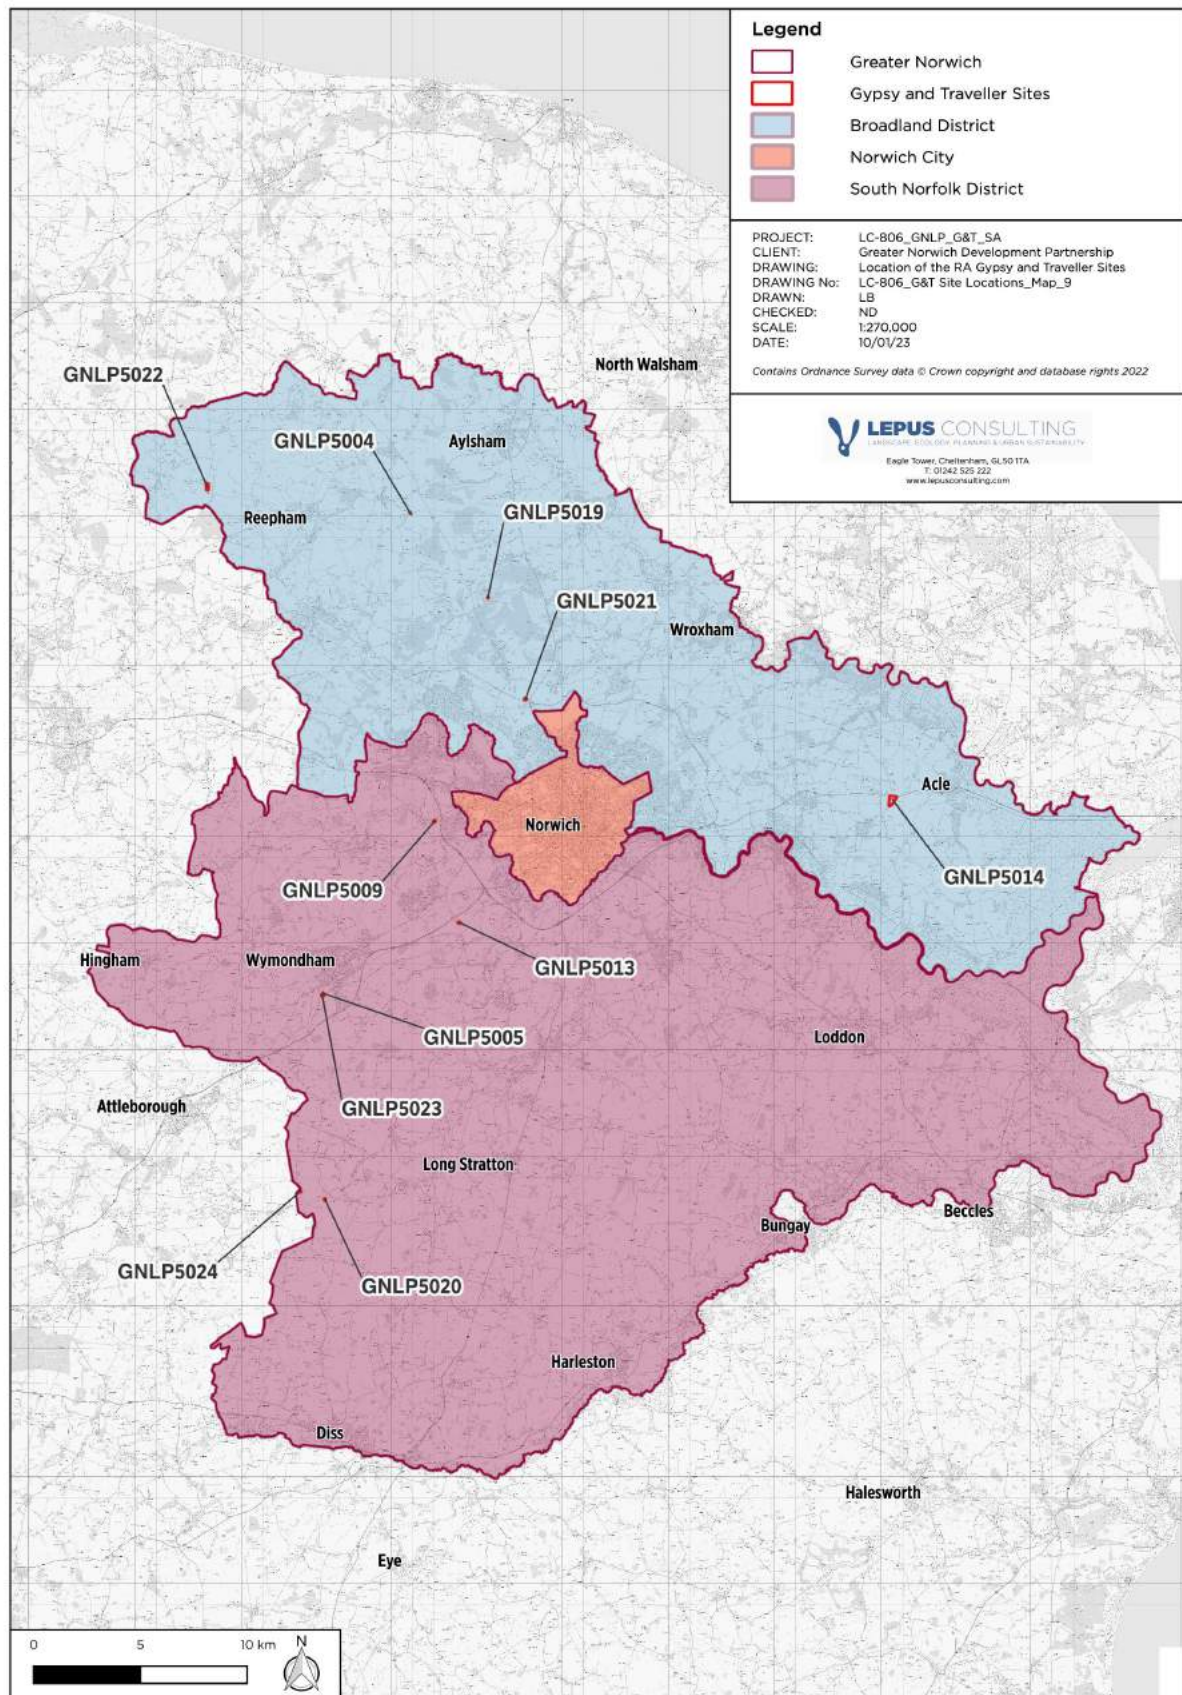 Legend
Greater Norwich
Gypsy and Traveller Sites
Broadland District
Norwich City
South Norfolk District
PROJECT: LC-806_GNLP_G&T_SA
CLIENT: Greater Norwich Development Partnership
DRAWING: Location of the RA Gypsy and Traveller Sites
DRAWING No: LC-806_G&T Site Locations_Map_9
DRAWN: LB
CHECKED: ND
SCALE: 1:270,000
DATE: 10/01/23
Contains Ordnance Survey data © Crown copyright and database rights 2022
LEPUS CONSULTING
LANDSCAPE, ECOLOGY, PLANNING & URBAN SUSTAINABILITY
Eagle Tower, Cheltenham, GL50 1TA
T: 01242 525 222
www.lepusconsulting.com
North Walsham
GNLP5022
GNLP5004
Aylsham
GNLP5019
Reepham
GNLP5021
Wroxham
Acle
Norwich
GNLP5014
GNLP5009
Hingham
Wymondham
GNLP5013
GNLP5005
Loddon
Attleborough
GNLP5023
Long Stratton
Beccles
Bungay
GNLP5024
GNLP5020
Harleston
Diss
Halesworth
Eye
0 5 10 km
N